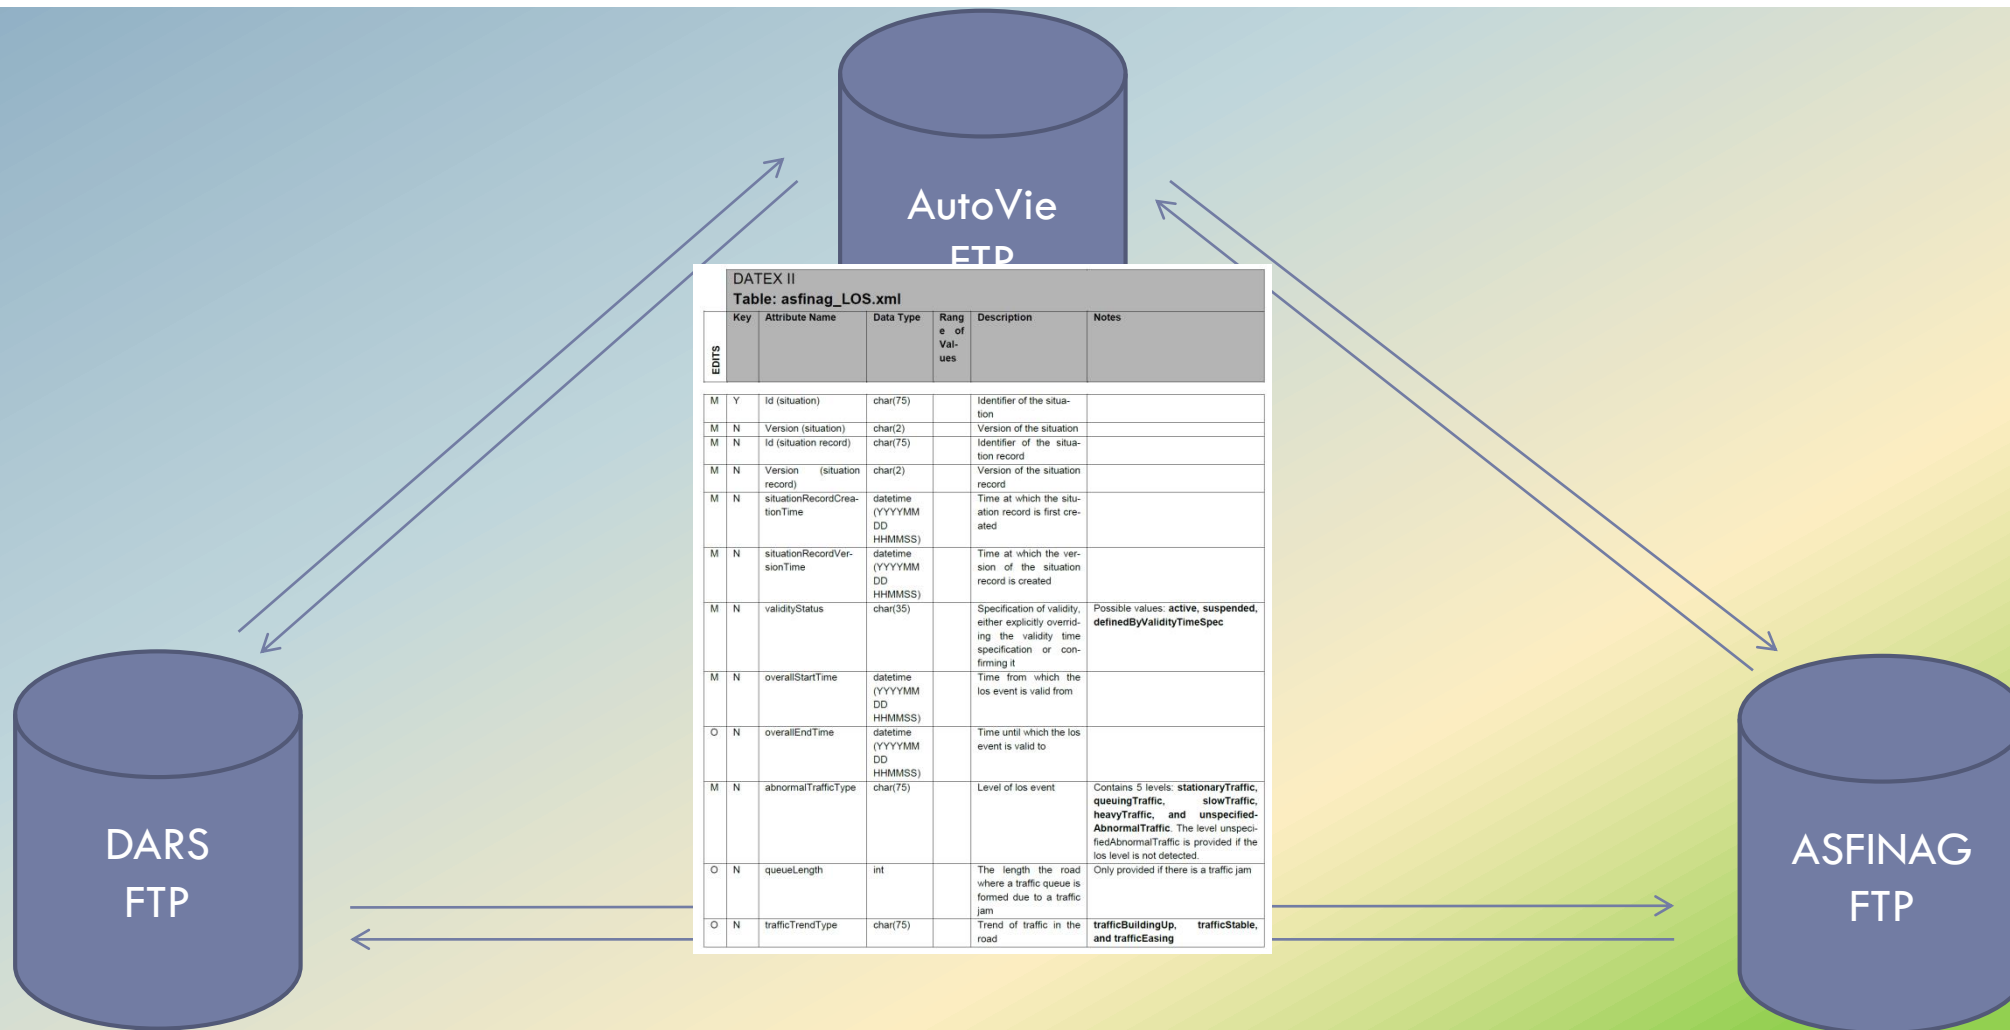 AutoVie
FTP
DATEX II
Table: asfinag_LOS.xml
EDITS
Key
Attribute Name
Data Type
Rang
e of
Val-
ues
Description
Notes
M Y Id (situation) char(75) Identifier of the situa-
tion
M N Version (situation) char(2) Version of the situation
M N Id (situation record) char(75) Identifier of the situa-
tion record
M N Version (situation char(2) Version of the situation
record) record
M N situationRecordCrea- datetime Time at which the situ-
tionTime (YYYYMM ation record is first cre-
DD ated
HHMMSS)
M N situationRecordVer- datetime Time at which the ver-
sionTime (YYYYMM sion of the situation
DD record is created
HHMMSS)
M N validityStatus char(35) Specification of validity, Possible values: active, suspended,
either explicitly overrid- definedByValidityTimeSpec
ing the validity time
specification or con-
firming it
M N overallStartTime datetime Time from which the
(YYYYMM los event is valid from
DD
HHMMSS)
O N overallEndTime datetime Time until which the los
(YYYYMM event is valid to
DD
HHMMSS)
M N abnormalTrafficType char(75) Level of los event Contains 5 levels: stationaryTraffic,
queuingTraffic, slowTraffic,
heavyTraffic, and unspecified-
AbnormalTraffic. The level unspeci-
fiedAbnormalTraffic is provided if the
los level is not detected.
O N queueLength int The length the road Only provided if there is a traffic jam
where a traffic queue is
formed due to a traffic
jam
O N trafficTrendType char(75) Trend of traffic in the trafficBuildingUp, trafficStable,
road and trafficEasing
DARS
FTP
ASFINAG
FTP